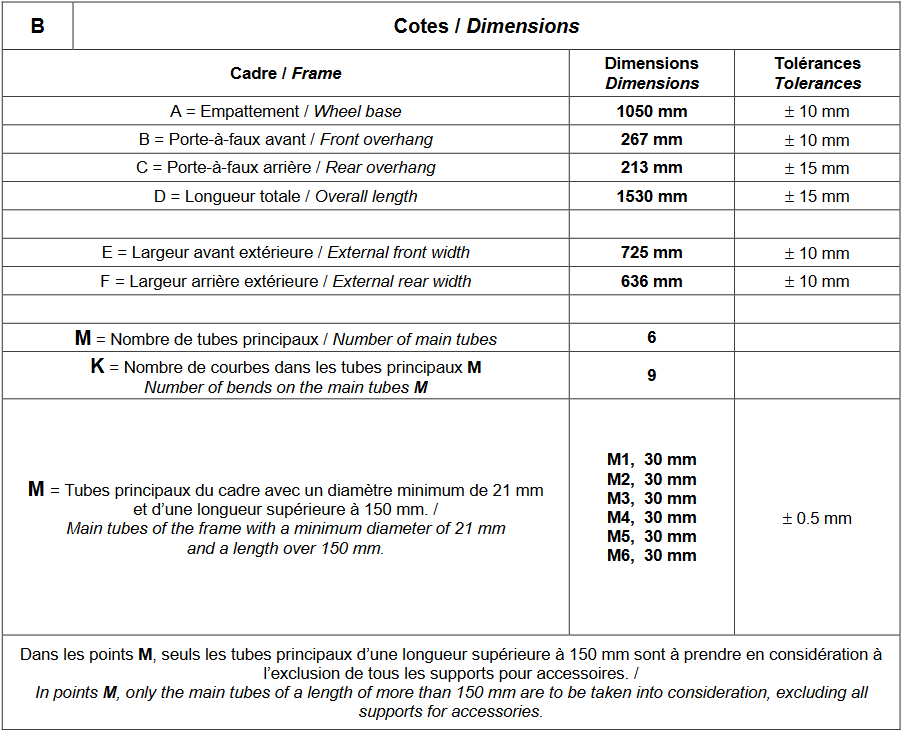 B
Cotes / Dimensions
Cadre / Frame
Dimensions
Dimensions
Tolérances
Tolerances
A = Empattement / Wheel base
1050 mm
± 10 mm
B = Porte-à-faux avant / Front overhang
267 mm
± 10 mm
C = Porte-à-faux arrière / Rear overhang
213 mm
± 15 mm
D = Longueur totale / Overall length
1530 mm
± 15 mm
E = Largeur avant extérieure / External front width
725 mm
± 10 mm
F = Largeur arrière extérieure / External rear width
636 mm
± 10 mm
M = Nombre de tubes principaux / Number of main tubes
6
K = Nombre de courbes dans les tubes principaux M
Number of bends on the main tubes M
9
M = Tubes principaux du cadre avec un diamètre minimum de 21 mm
et d’une longueur supérieure à 150 mm. /
Main tubes of the frame with a minimum diameter of 21 mm
and a length over 150 mm.
M1, 30 mm
M2, 30 mm
M3, 30 mm
M4, 30 mm
M5, 30 mm
M6, 30 mm
± 0.5 mm
Dans les points M, seuls les tubes principaux d’une longueur supérieure à 150 mm sont à prendre en considération à
l’exclusion de tous les supports pour accessoires. /
In points M, only the main tubes of a length of more than 150 mm are to be taken into consideration, excluding all
supports for accessories.